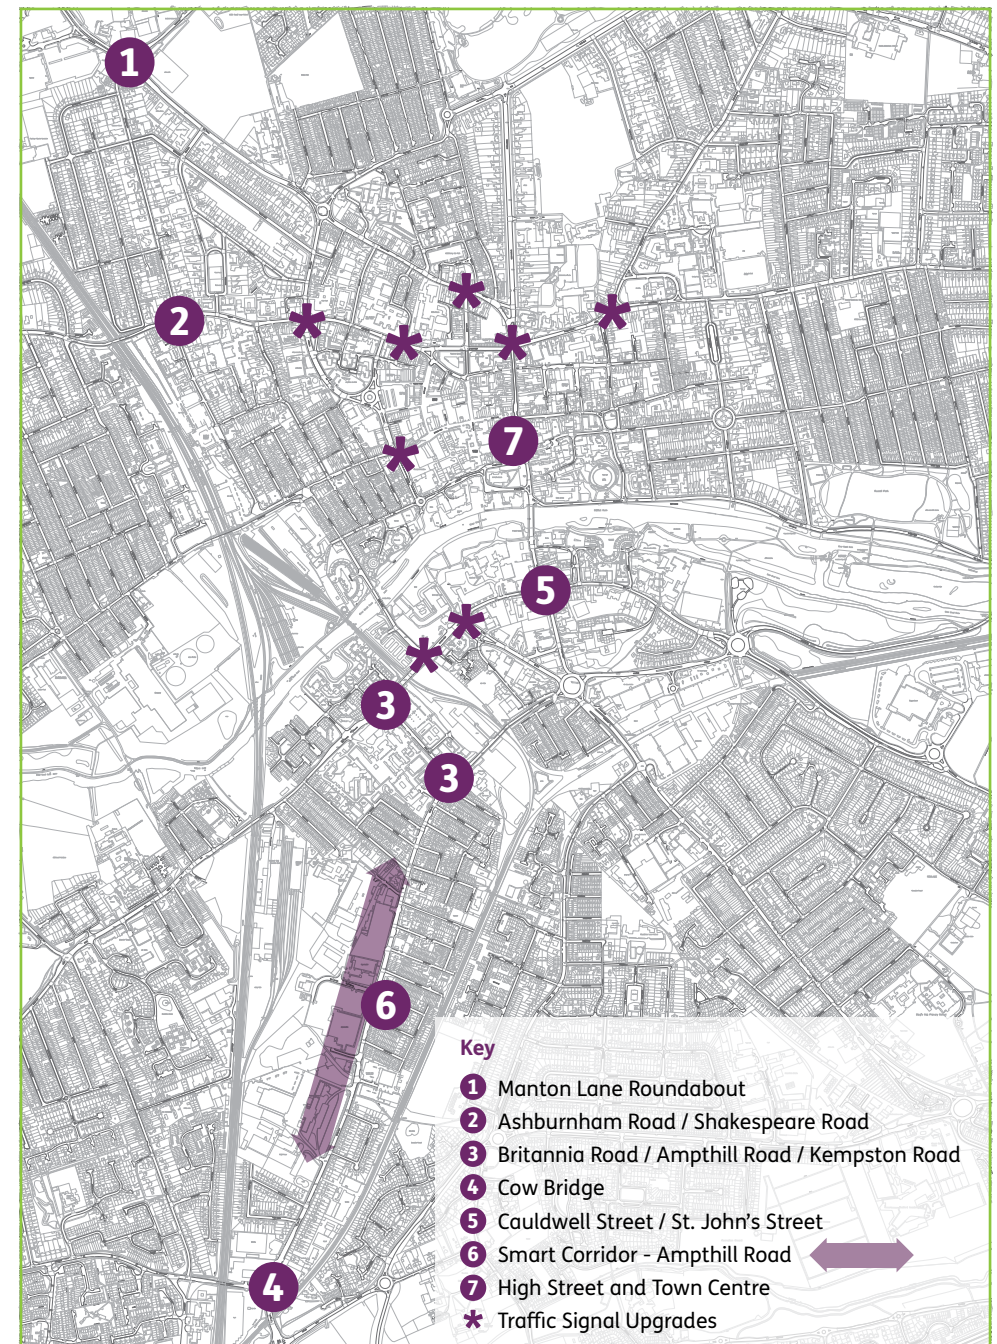 1
2
7
5
3
3
6
4
Key
1 Manton Lane Roundabout
2 Ashburnham Road / Shakespeare Road
3 Britannia Road / Ampthill Road / Kempston Road
4 Cow Bridge
5 Cauldwell Street / St. John's Street
6 Smart Corridor - Ampthill Road
7 High Street and Town Centre
* Traffic Signal Upgrades